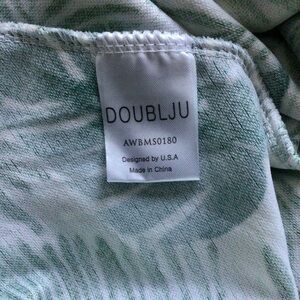 DOUBLJU
AWBMS0180
Designed by U.S.A
Made in China